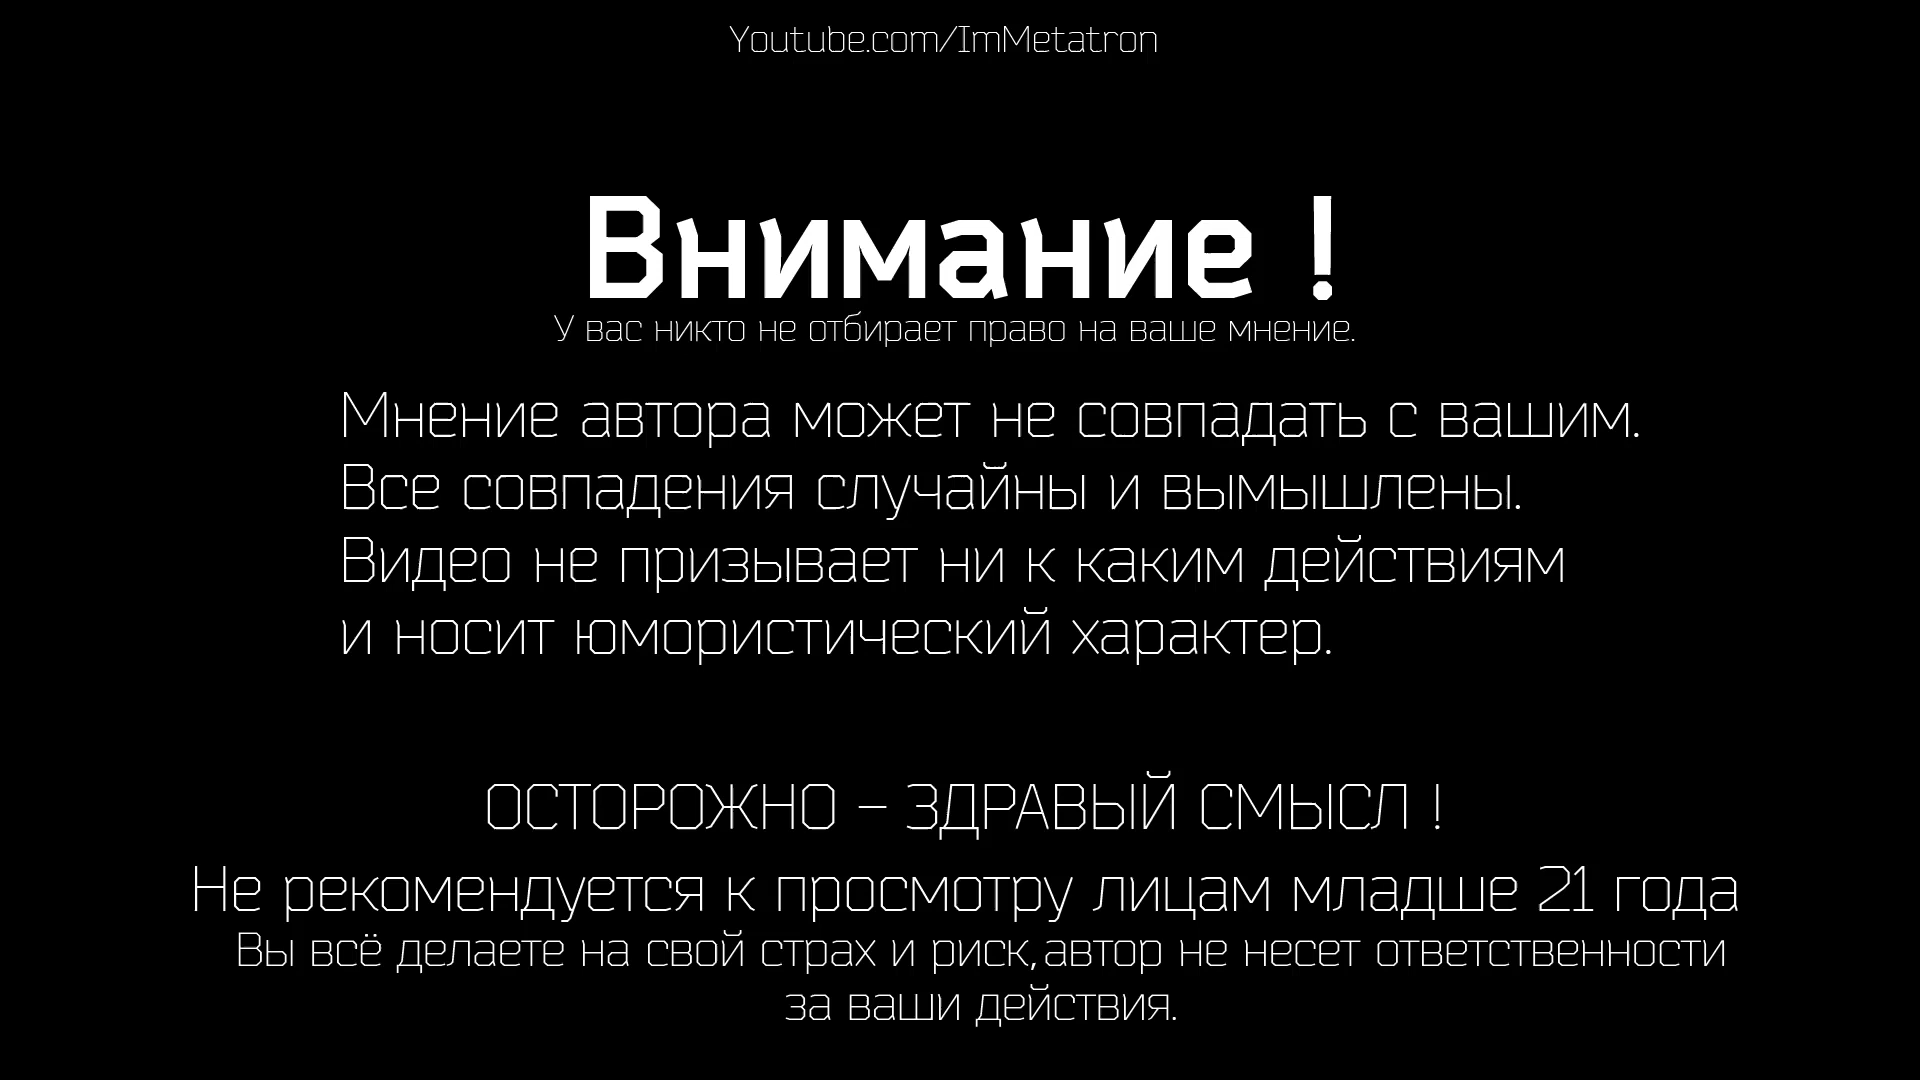 Youtube.com/ImMetatron
Внимание !
У вас никто не отбирает право на ваше мнение.
Мнение автора может не совпадать с вашим.
Все совпадения случайны и вымышлены.
Видео не призывает ни к каким действиям
и носит юмористический характер.
ОСТОРОЖНО – ЗДРАВЫЙ СМЫСЛ !
Не рекомендуется к просмотру лицам младше 21 года
Вы всё делаете на свой страх и риск,автор не несет ответственности
за ваши действия.